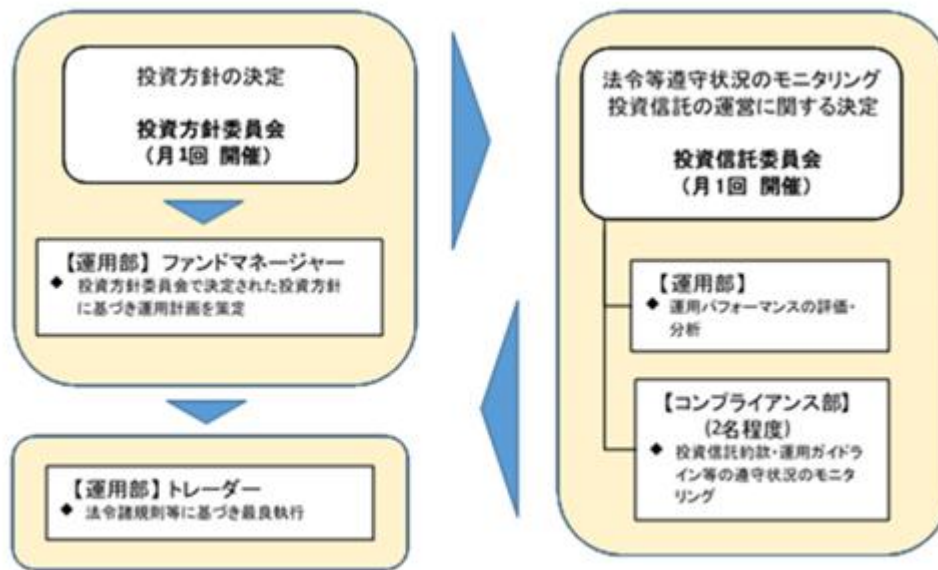 投資方針の決定
投資方針委員会
(月1回 開催)
【運用部】ファンドマネージャー
◆ 投資方針委員会で決定された投資方針
に基づき運用計画を策定
【運用部】トレーダー
◆ 法令諸規則等に基づき最良執行
法令等遵守状況のモニタリング
投資信託の運営に関する決定
投資信託委員会
(月1回 開催)
【運用部】
◆ 運用パフォーマンスの評価・
分析
【コンプライアンス部】
(2名程度)
◆ 投資信託約款・運用ガイドラ
イン等の遵守状況のモニタ
リング